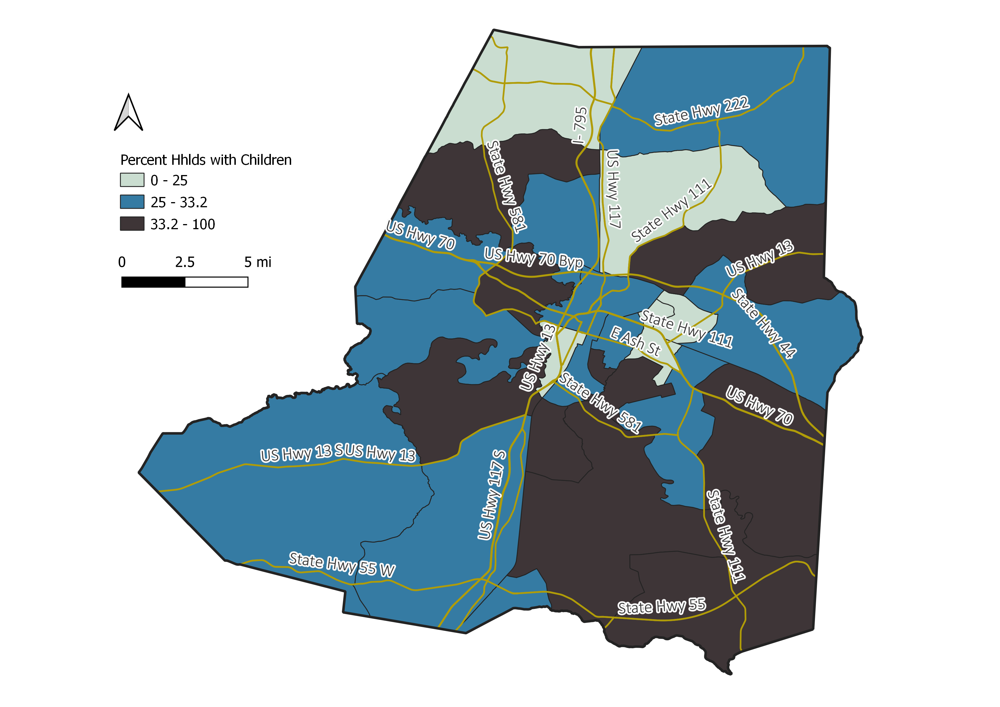 State Hwy 222
I- 795
State Hwy 581
US Hwy 117
Percent Hhlds with Children
0 - 25
25 - 33.2
33.2 - 100
State Hwy 111
US Hwy 70
US Hwy 70 Byp
US Hwy 13
0 2.5 5 mi
State Hwy 44
State Hwy 111
E Ash St
US Hwy 13
State Hwy 581
US Hwy 70
US Hwy 13 S
US Hwy 13
US Hwy 117 S
State Hwy 111
State Hwy 55 W
State Hwy 55